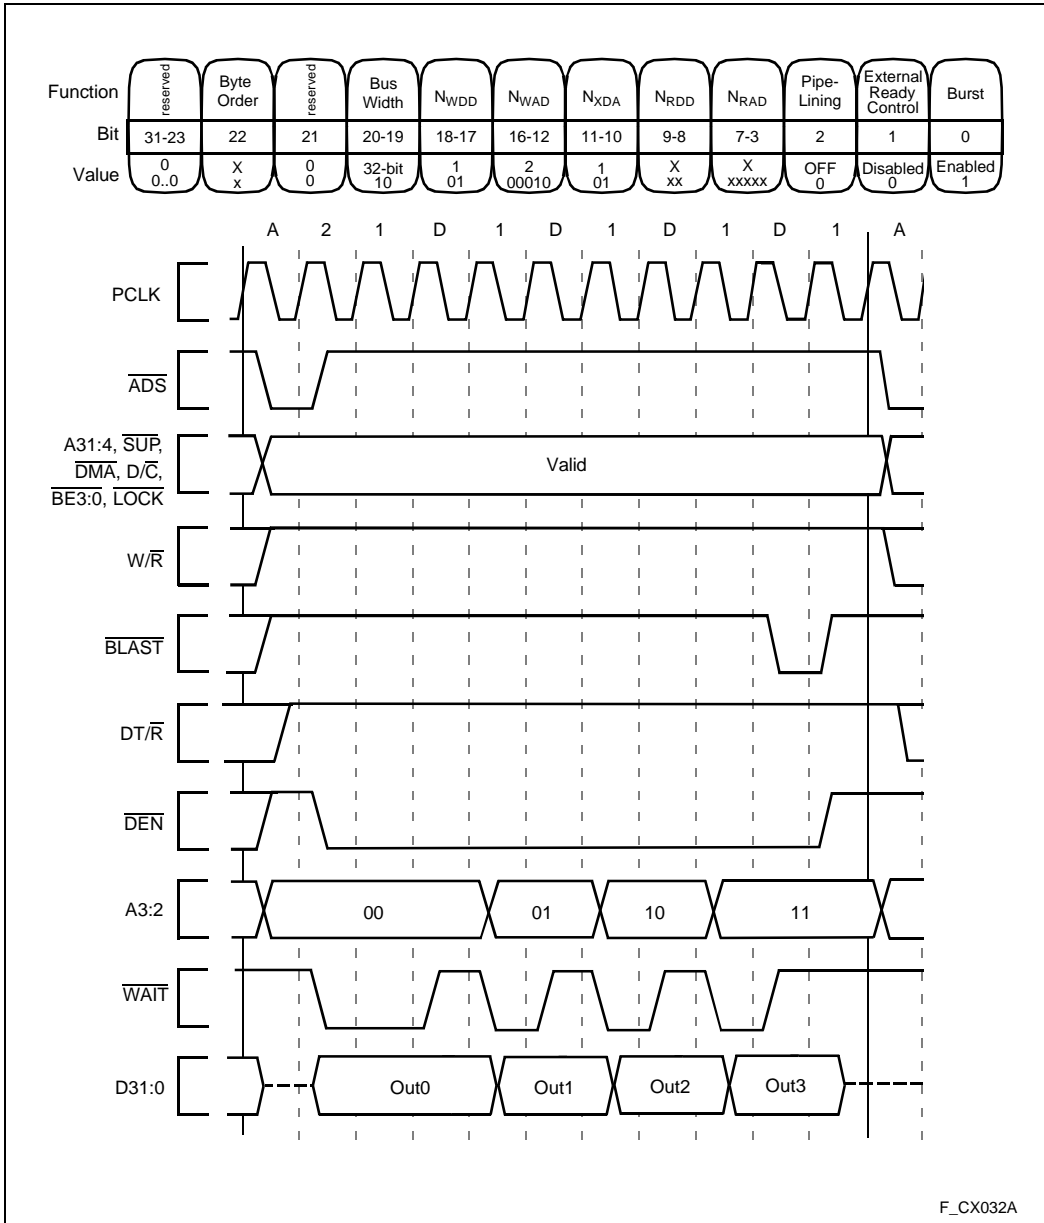 Function reserved Byte Order reserved Bus Width NWDD NWAD NXDA NRDD NRAD Pipe-Lining External Ready Control Burst
Bit 31-23 22 21 20-19 18-17 16-12 11-10 9-8 7-3 2 1 0
Value 0 X 0 32-bit 1 2 1 X X OFF Disabled Enabled
0..0 x 0 10 01 00010 01 xx xxxxx 0 0 1
A 2 1 D 1 D 1 D 1 D 1 A
PCLK
ADS
A31:4, SUP,
DMA, D/C,
BE3:0, LOCK
Valid
W/R
BLAST
DT/R
DEN
A3:2 00 01 10 11
WAIT
D31:0 Out0 Out1 Out2 Out3
F_CX032A